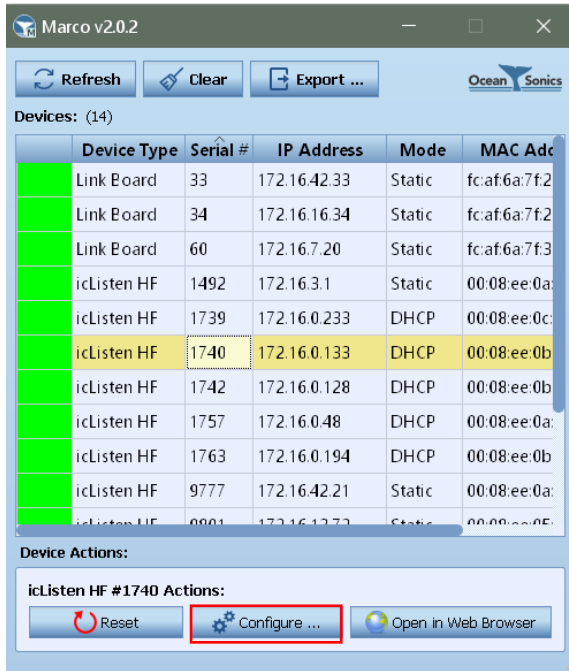 Marco v2.0.2
Refresh Clear Export ... Ocean Sonics
Devices: (14)
Device Type Serial # IP Address Mode MAC Add
Link Board 33 172.16.42.33 Static fc:af:6a:7f:2
Link Board 34 172.16.16.34 Static fc:af:6a:7f:2
Link Board 60 172.16.7.20 Static fc:af:6a:7f:3
icListen HF 1492 172.16.3.1 Static 00:08:ee:0a:
icListen HF 1739 172.16.0.233 DHCP 00:08:ee:0c:
icListen HF 1740 172.16.0.133 DHCP 00:08:ee:0b
icListen HF 1742 172.16.0.128 DHCP 00:08:ee:0b
icListen HF 1757 172.16.0.48 DHCP 00:08:ee:0a:
icListen HF 1763 172.16.0.194 DHCP 00:08:ee:0b
icListen HF 9777 172.16.42.21 Static 00:08:ee:0a:
icListen HF Static
Device Actions:
icListen HF #1740 Actions:
Reset Configure ... Open in Web Browser